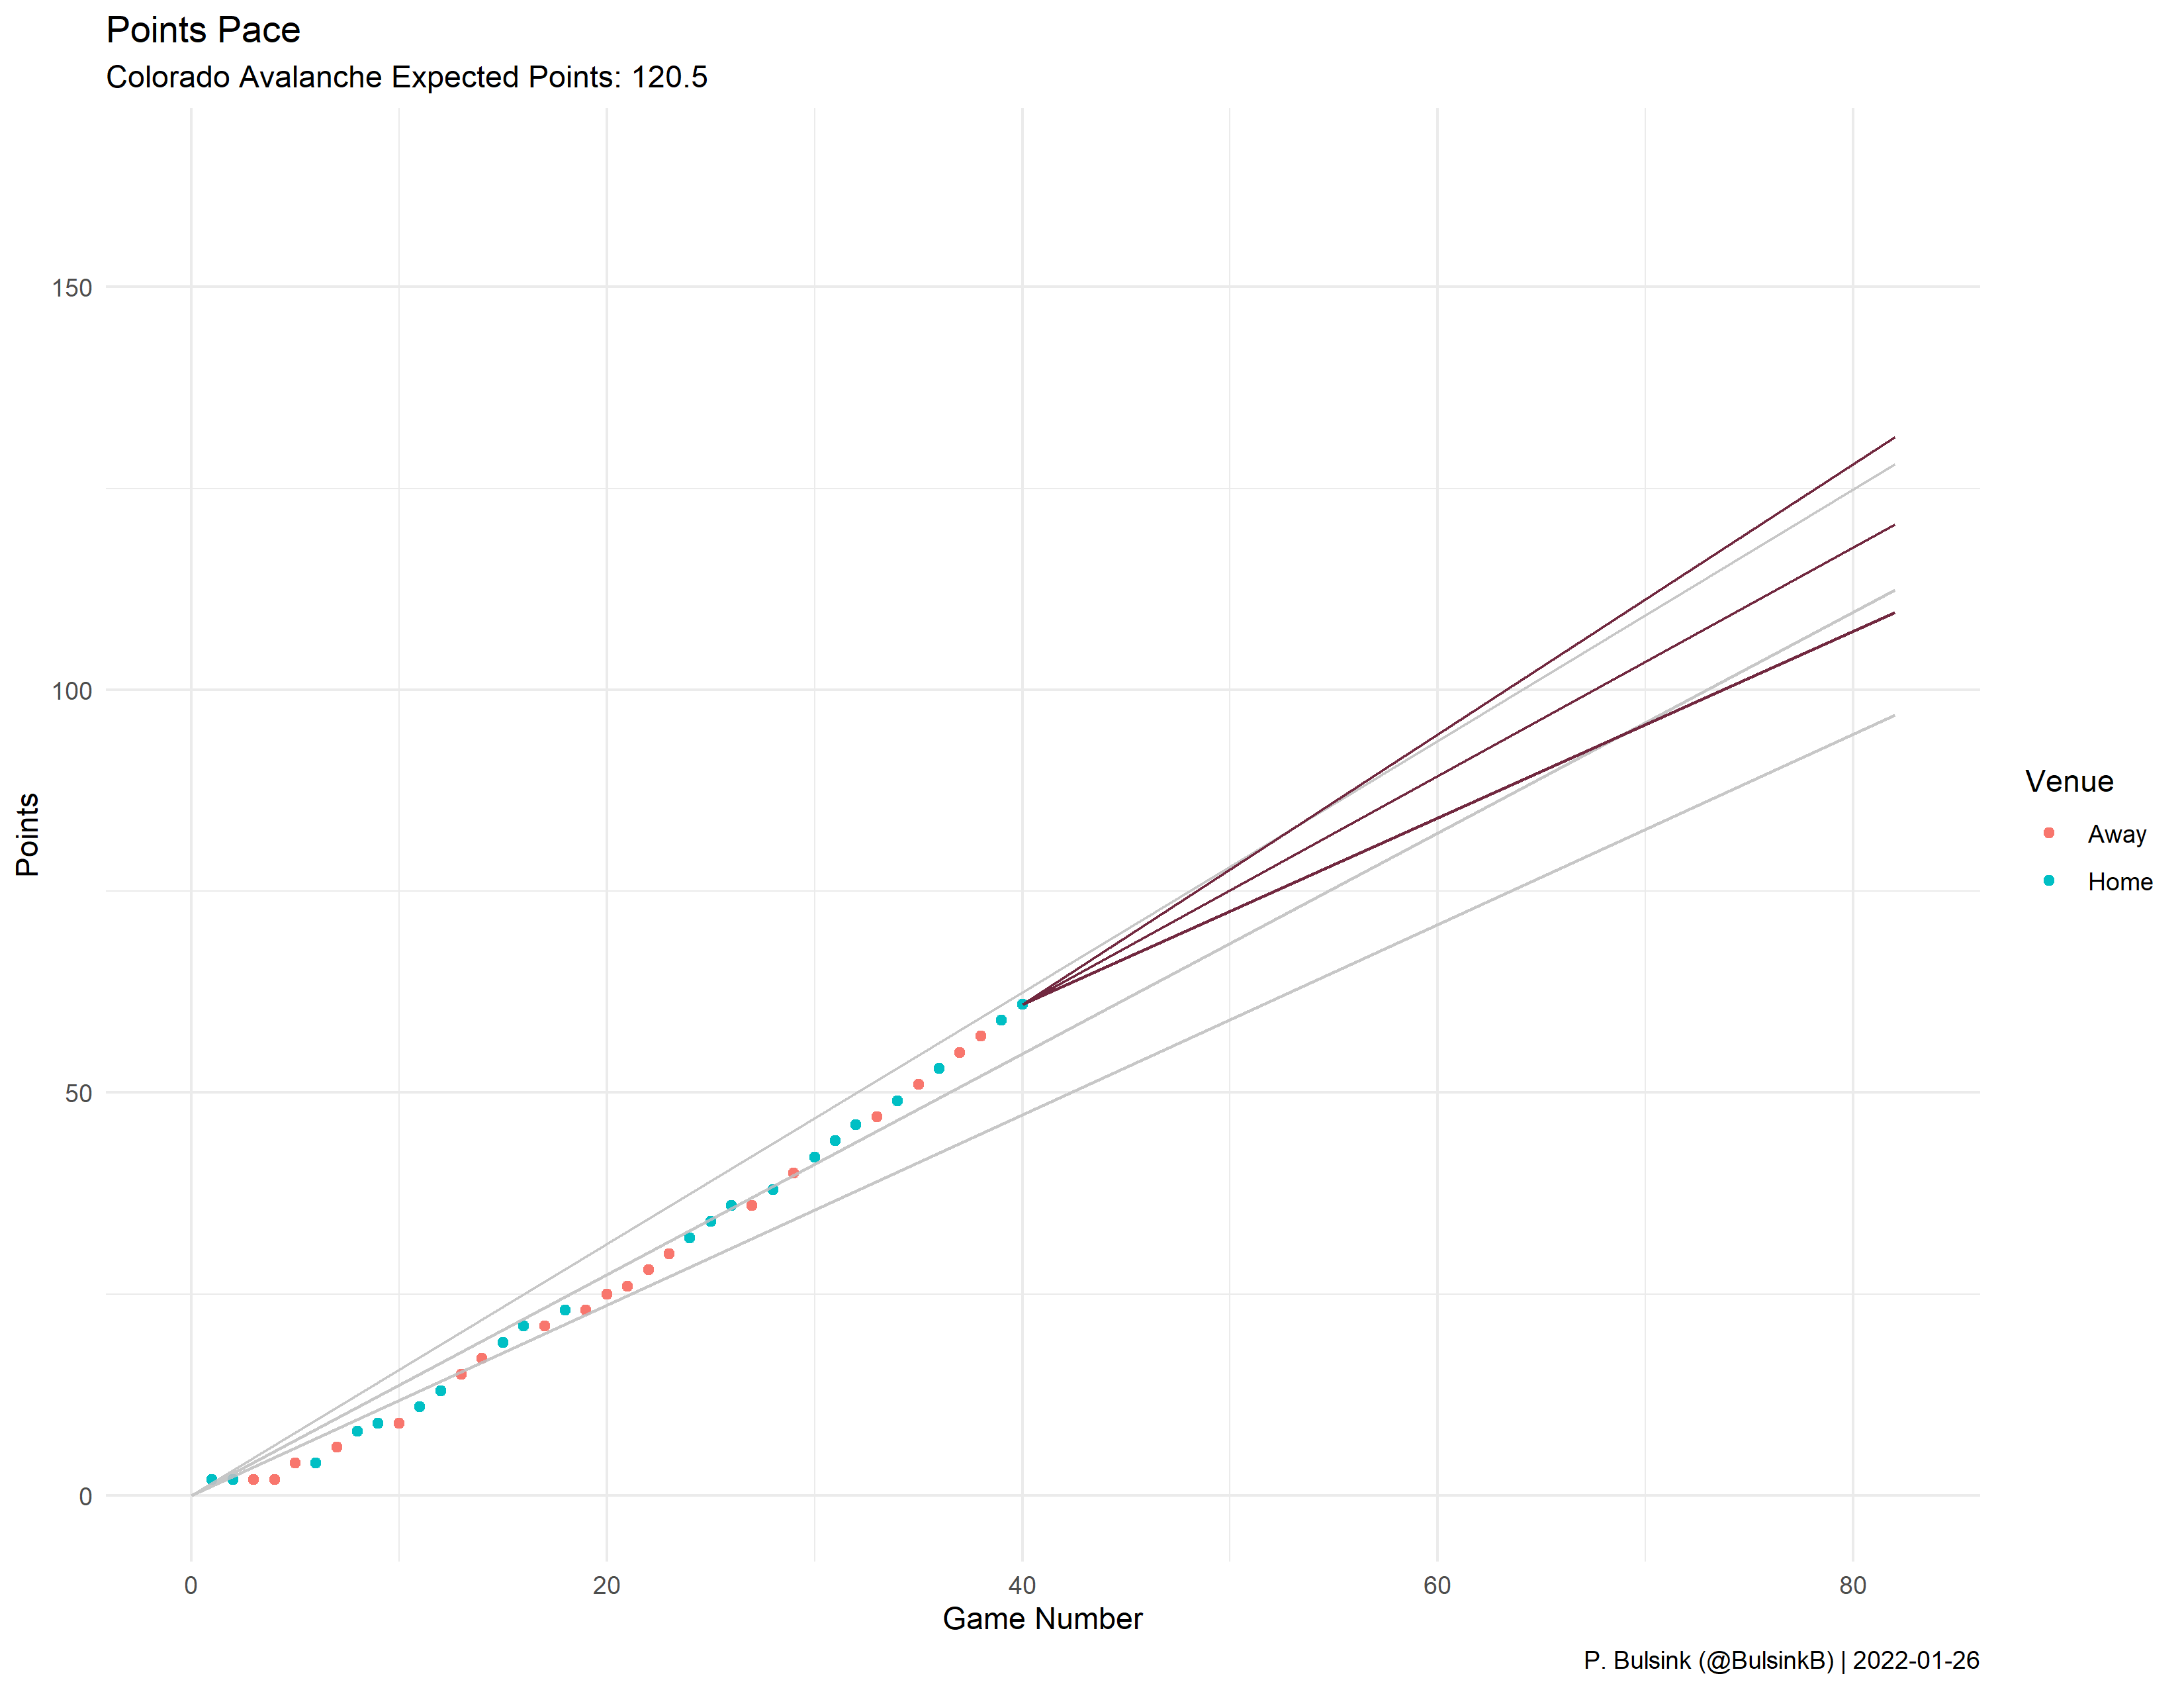 Points Pace
Colorado Avalanche Expected Points: 120.5
150
100
50
0
Points
0 20 40 60 80
Game Number
Venue
Away
Home
P. Bulsink (@BulsinkB) | 2022-01-26